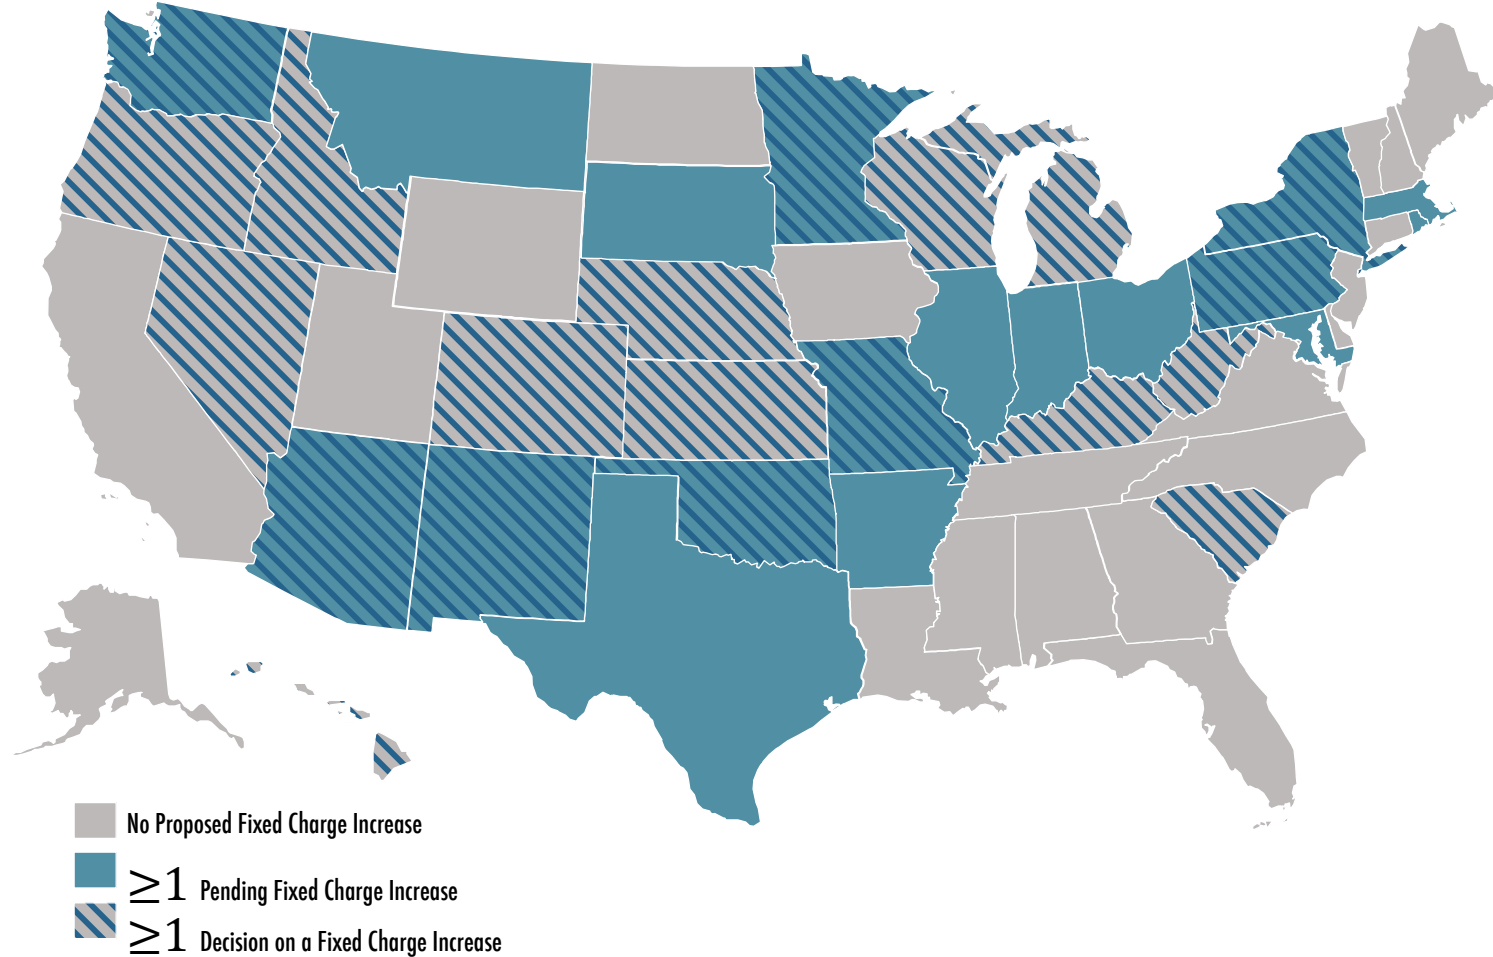 No Proposed Fixed Charge Increase
≥1 Pending Fixed Charge Increase
≥1 Decision on a Fixed Charge Increase